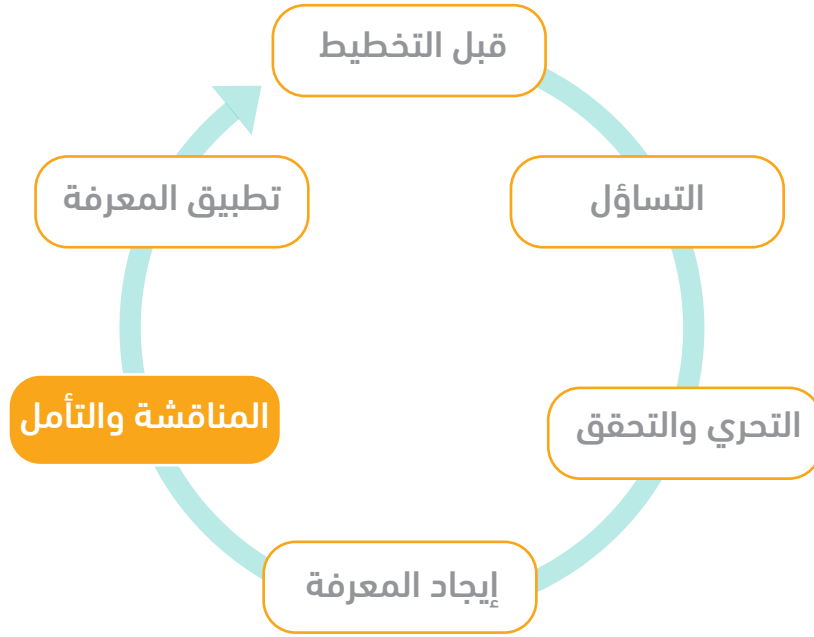 قبل التخطيط
التساؤل
التحري والتحقق
إيجاد المعرفة
المناقشة والتأمل
تطبيق المعرفة